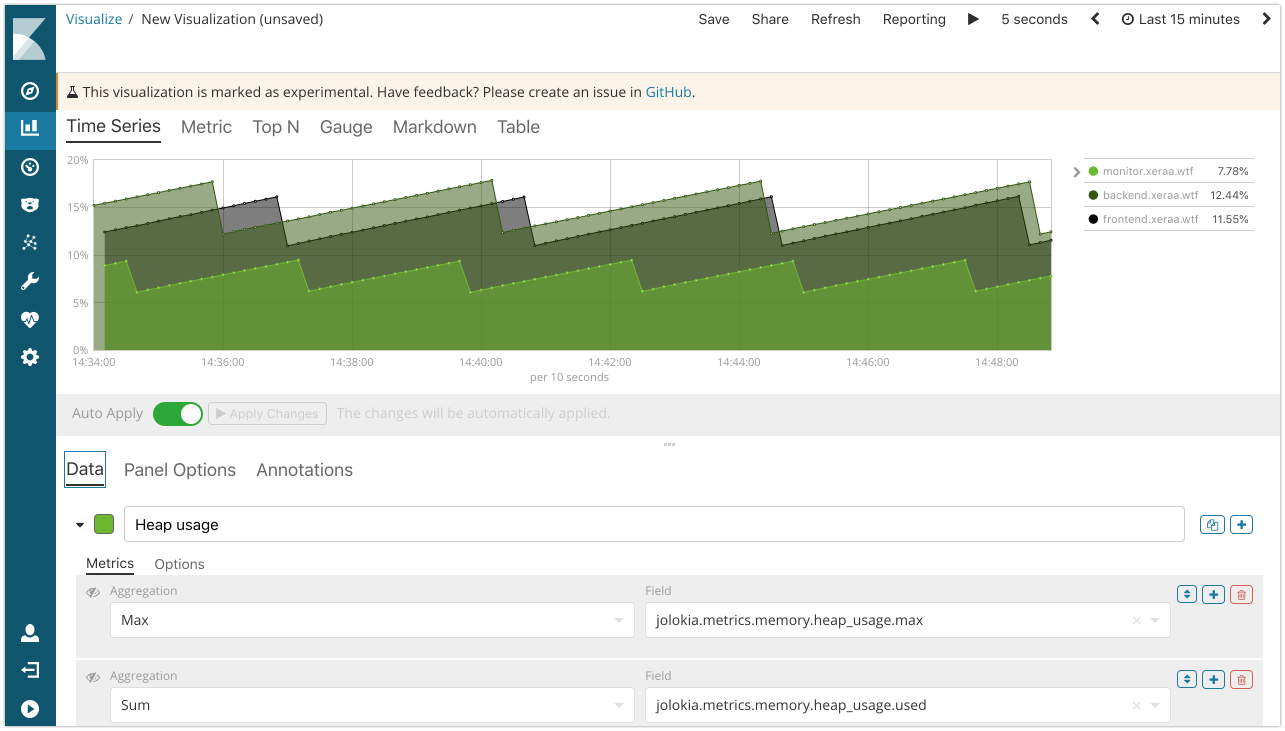 Visualize / New Visualization (unsaved) Save Share Refresh Reporting 5 seconds Last 15 minutes
This visualization is marked as experimental. Have feedback? Please create an issue in GitHub.
Time Series Metric Top N Gauge Markdown Table
20%
15%
10%
5%
0%
14:34:00 14:36:00 14:38:00 14:40:00 14:42:00 14:44:00 14:46:00 14:48:00
per 10 seconds
monitor.xeraa.wtf 7.78%
backend.xeraa.wtf 12.44%
frontend.xeraa.wtf 11.55%
Auto Apply Apply Changes The changes will be automatically applied.
Data Panel Options Annotations
Heap usage
Metrics Options
Aggregation Field
Max jolokia.metrics.memory.heap_usage.max
Aggregation Field
Sum jolokia.metrics.memory.heap_usage.used